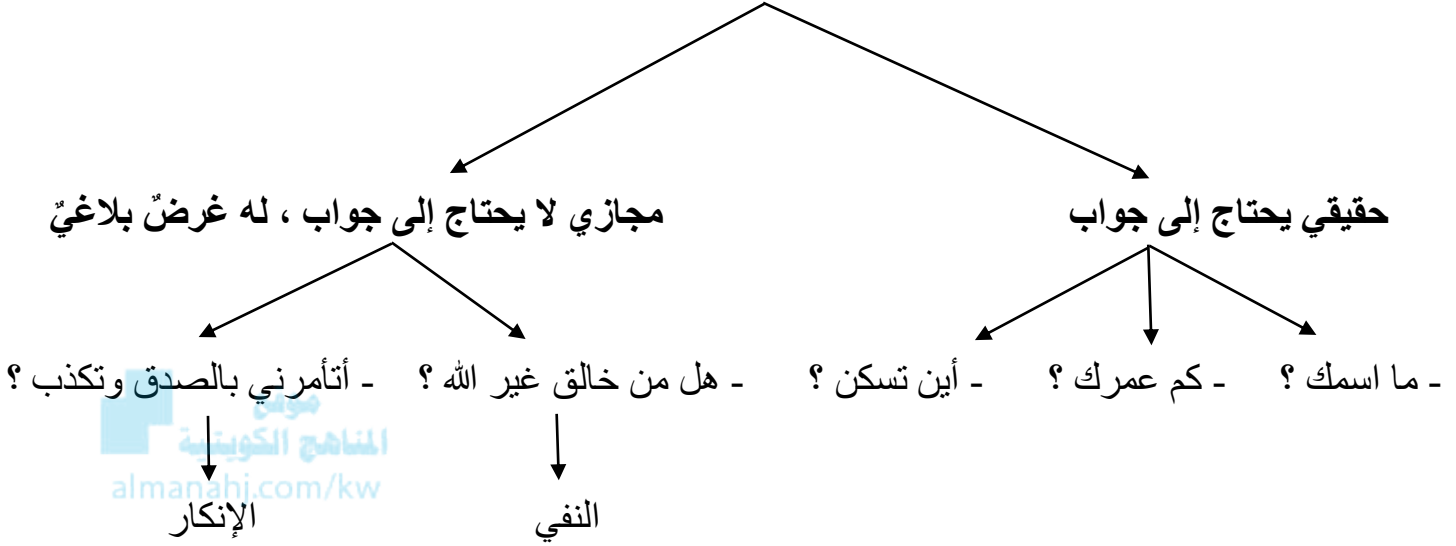 حقيقي يحتاج إلى جواب
مجازي لا يحتاج إلى جواب ، له غرضٌ بلاغيٌ
- ما اسمك ؟
- كم عمرك ؟
- أين تسكن ؟
- هل من خالق غير الله ؟
- أتأمرني بالصدق وتكذب ؟
النفي
الإنكار
موقع
المناهج الكويتية
almanahj.com/kw